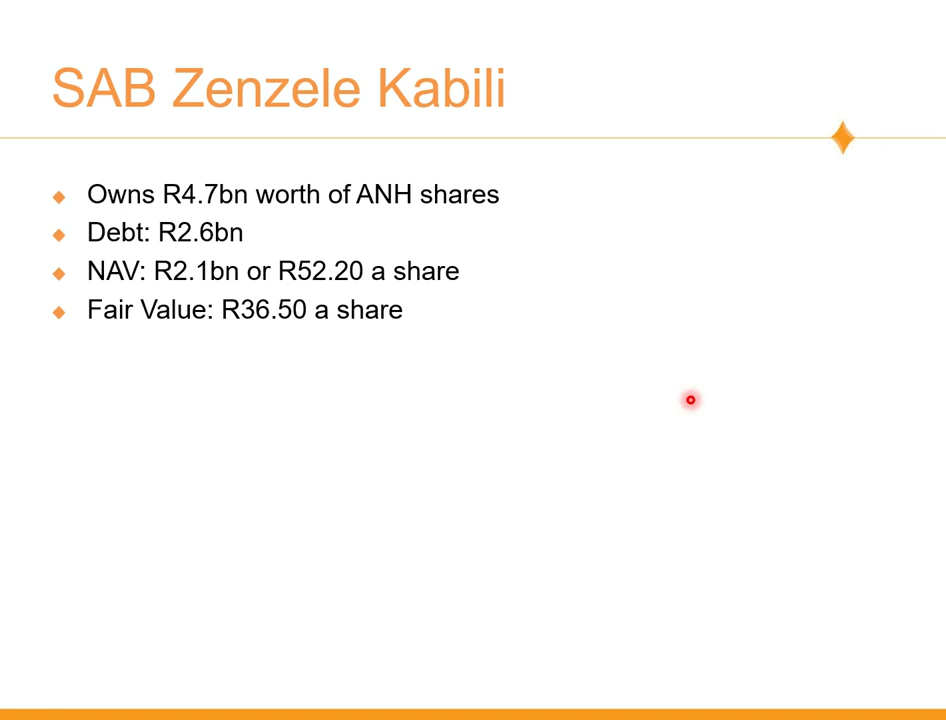 SAB Zenzele Kabili
Owns R4.7bn worth of ANH shares
Debt: R2.6bn
NAV: R2.1bn or R52.20 a share
Fair Value: R36.50 a share